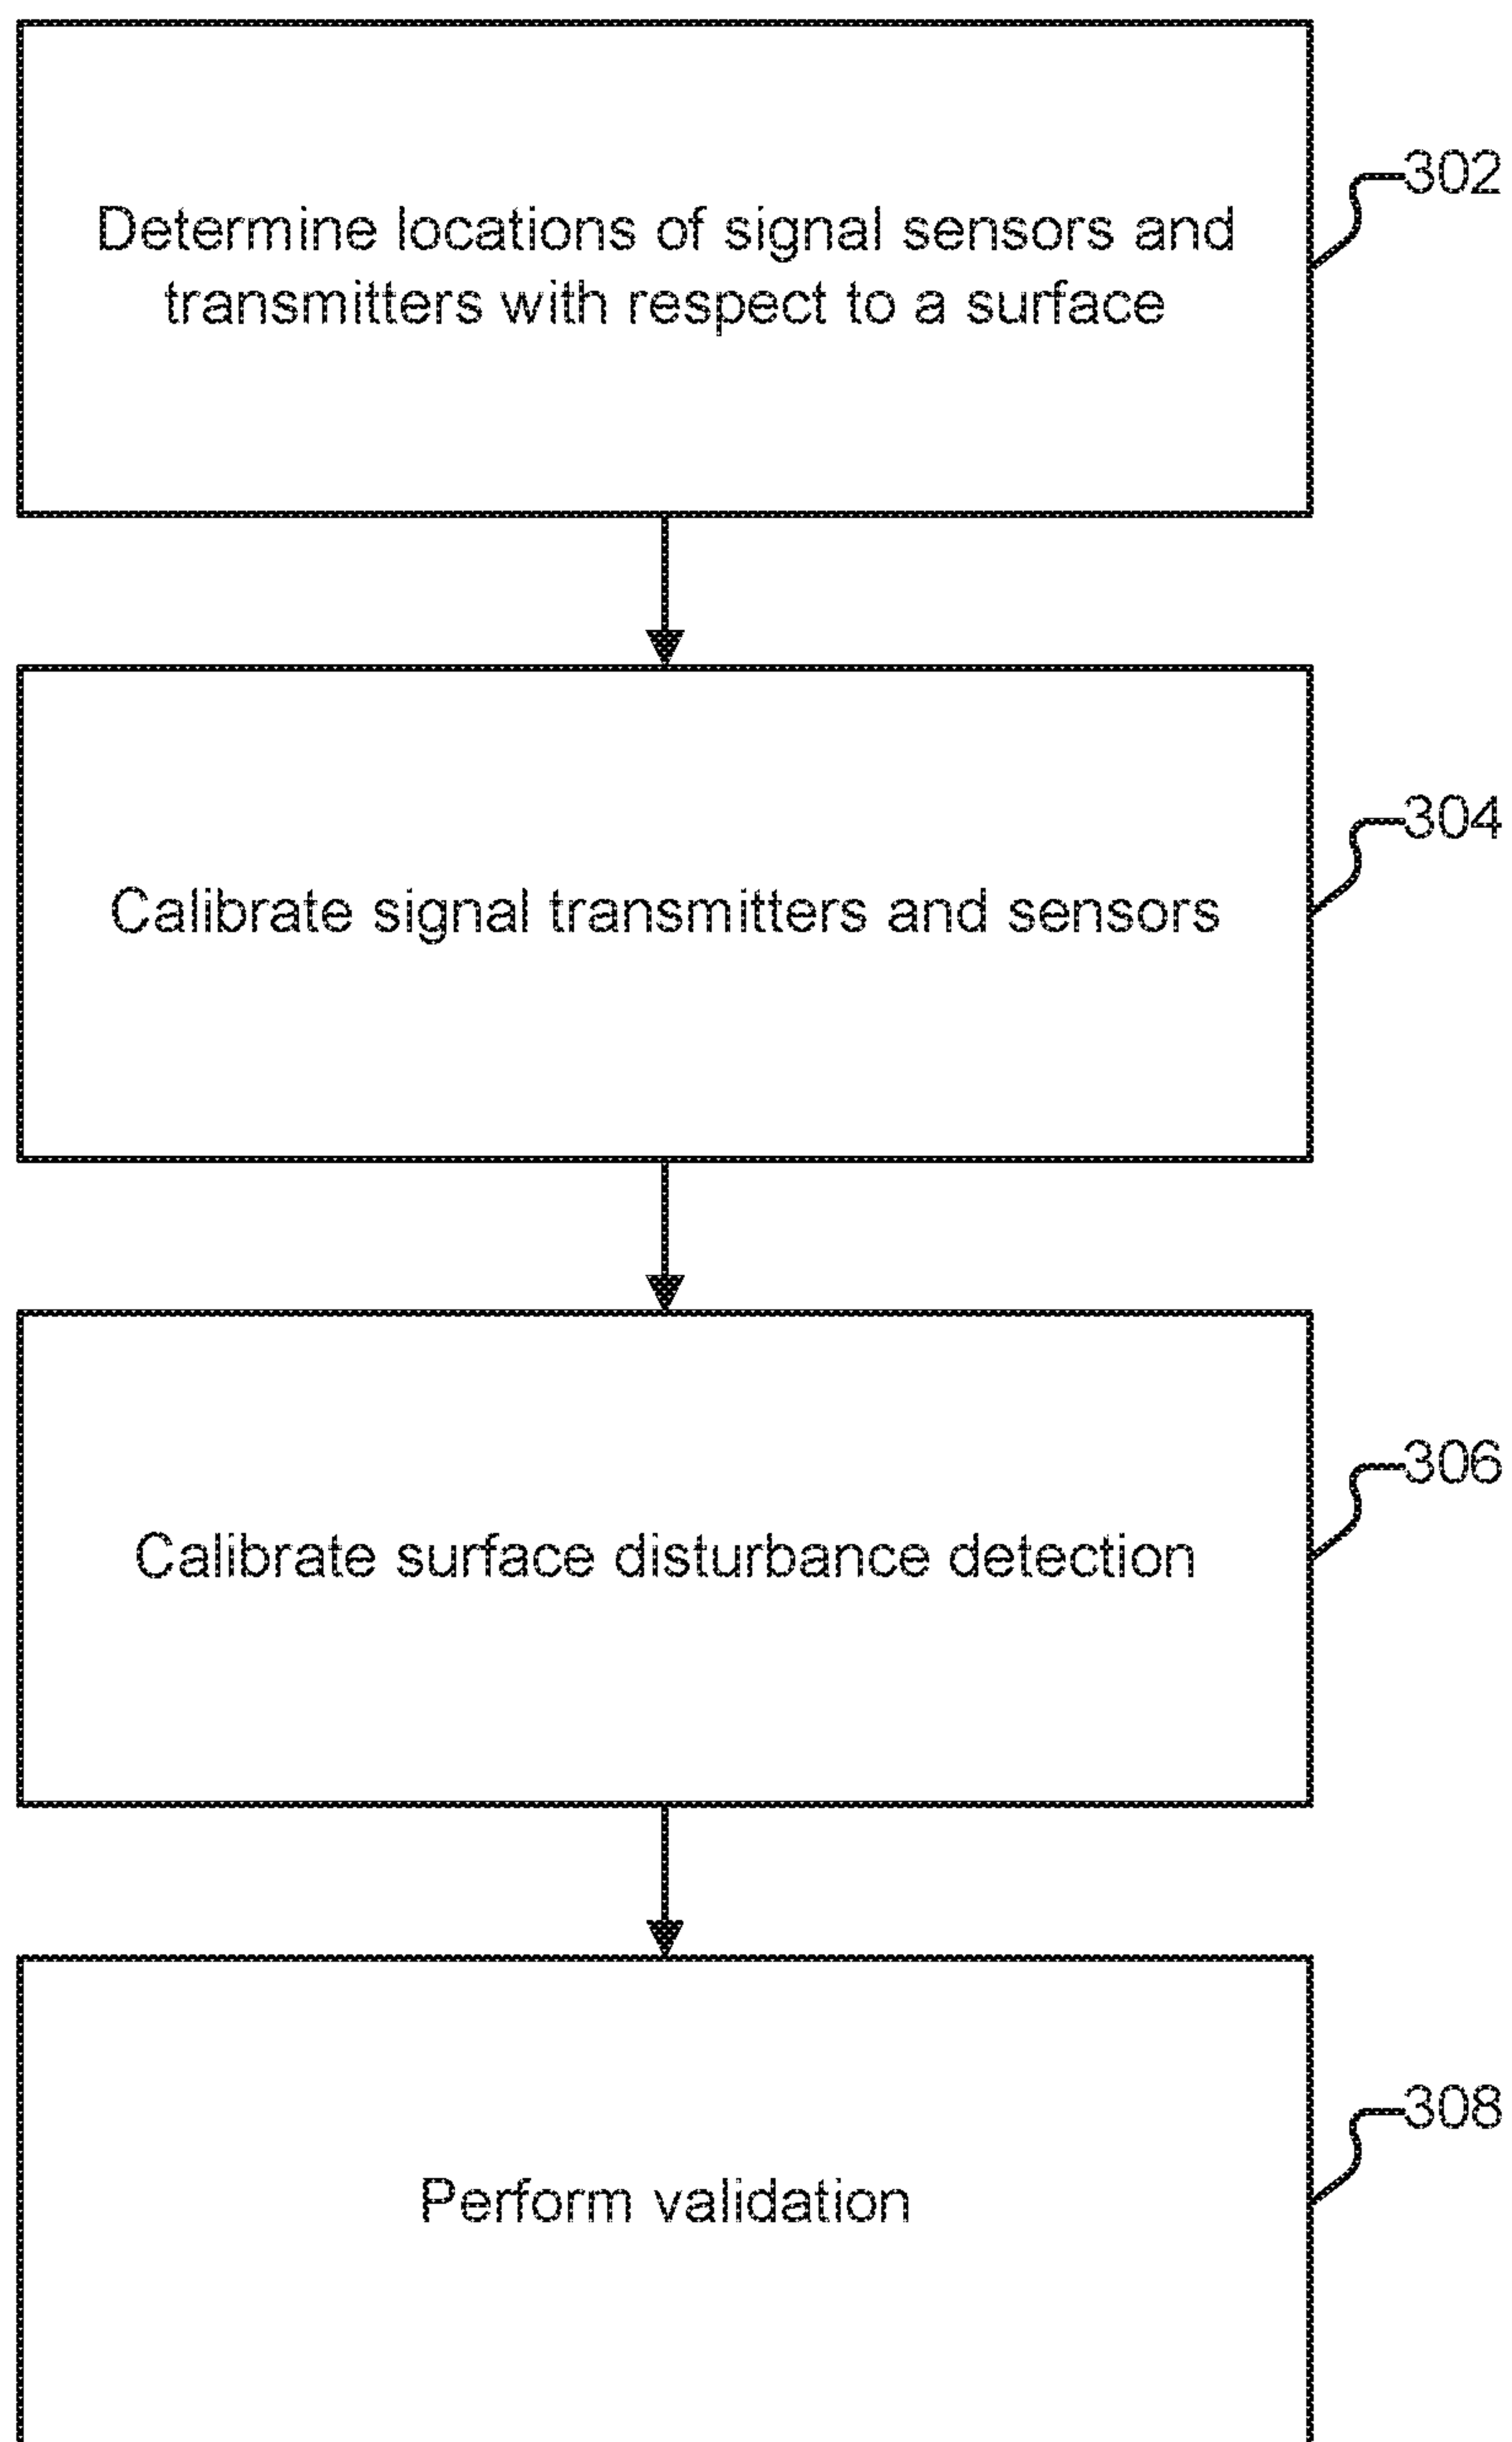 Determine locations of signal sensors and
transmitters with respect to a surface
302
Calibrate signal transmitters and sensors
304
Calibrate surface disturbance detection
306
Perform validation
308